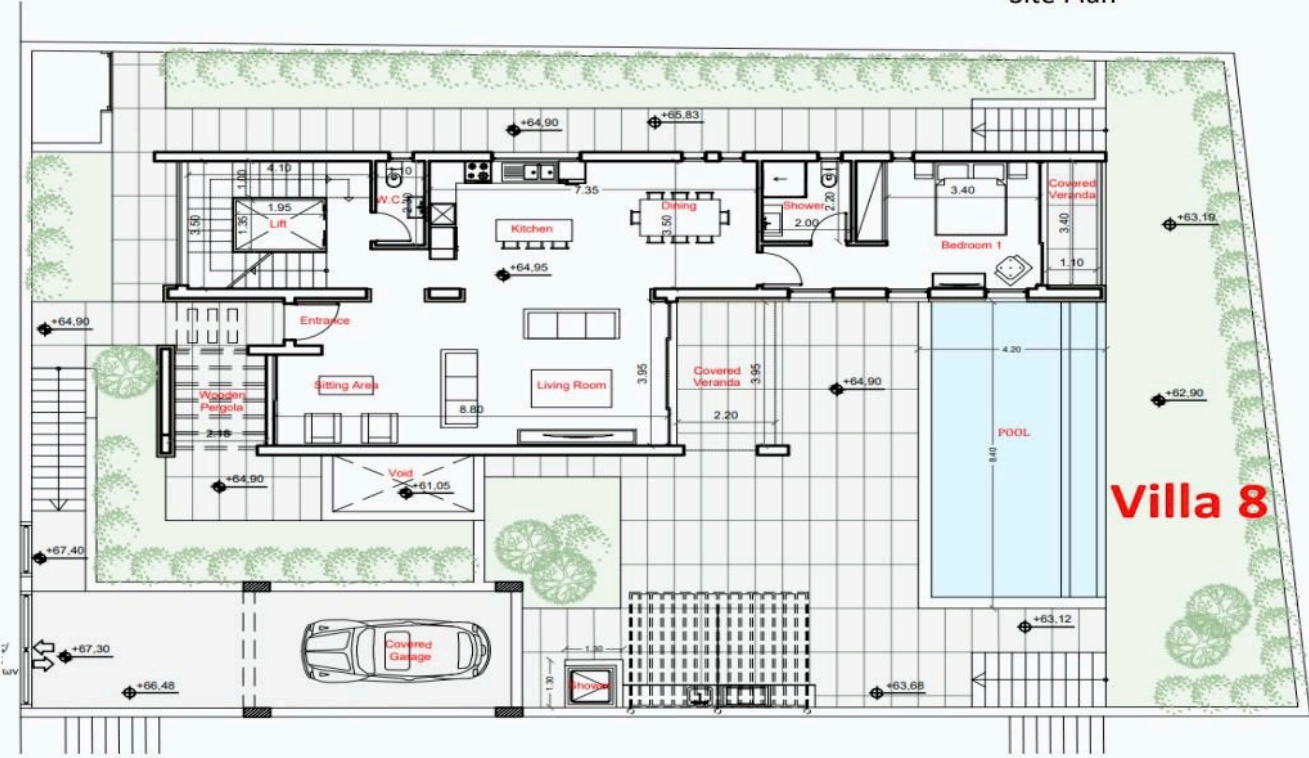 Site Plan
+64,90
+65,83
4.10
1.00
1.95
Lift
1.35
3.50
W.C
2.30
7.35
Kitchen
Dining
3.50
Shower
2.20
2.00
3.40
Bedroom 1
Covered
Veranda
3.40
1.10
+63,19
+64,95
+64,90
Entrance
Sitting Area
Living Room
8.80
3.95
Covered
Veranda
3.95
2.20
+64,90
4.20
+62,90
Wooden
Pergola
2.15
POOL
8.40
Villa 8
+64,90
Void
+61,05
+67,40
+67,30
+66,48
Covered
Garage
1.30
1.30
Shower
+63,12
+63,68